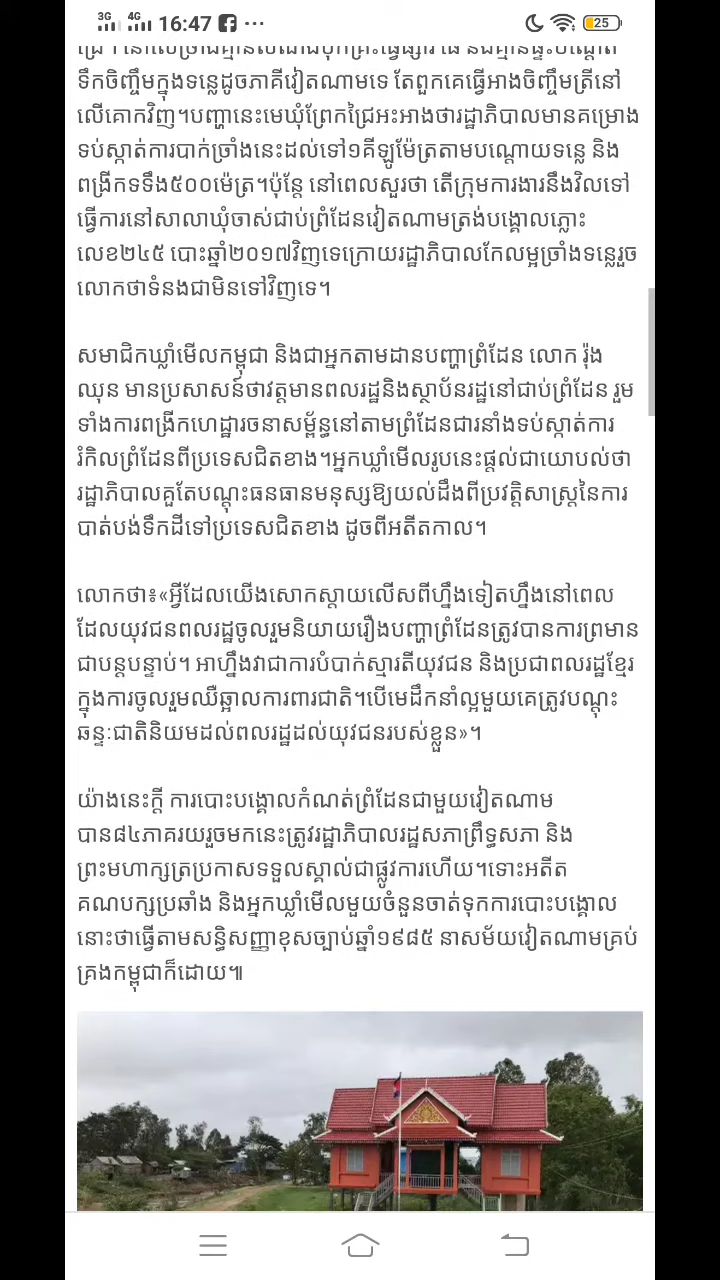 3G 4G 16:47 25
ទឹកចិញ្ចឹមក្នុងទន្លេដូចភាគីវៀតណាមទេ តែពួកគេធ្វើអាងចិញ្ចឹមត្រីនៅ
លើគោកវិញ។បញ្ហានេះមេឃុំព្រែកជ្រៃអះអាងថារដ្ឋាភិបាលមានគម្រោង
ទប់ស្កាត់ការបាក់ច្រាំងនេះដល់ទៅ១គីឡូម៉ែត្រតាមបណ្តោយទន្លេ និង
ពង្រីកទទឹង៥០០ម៉េត្រ។ប៉ុន្តែ នៅពេលសួរថា តើក្រុមការងារនឹងវិលទៅ
ធ្វើការនៅសាលាឃុំចាស់ជាប់ព្រំដែនវៀតណាមត្រង់បង្គោលភ្លោះ
លេខ២៤៥ បោះឆ្នាំ២០១៧វិញទេក្រោយរដ្ឋាភិបាលកែលម្អច្រាំងទន្លេរួច
លោកថាទំនងជាមិនទៅវិញទេ។
សមាជិកឃ្លាំមើលកម្ពុជា និងជាអ្នកតាមដានបញ្ហាព្រំដែន លោក រ៉ុង
ឈុន មានប្រសាសន៍ថាវត្តមានពលរដ្ឋនិងស្ថាប័នរដ្ឋនៅជាប់ព្រំដែន រួម
ទាំងការពង្រីកហេដ្ឋារចនាសម្ព័ន្ធនៅតាមព្រំដែនជារនាំងទប់ស្កាត់ការ
រំកិលព្រំដែនពីប្រទេសជិតខាង។អ្នកឃ្លាំមើលរូបនេះផ្តល់ជាយោបល់ថា
រដ្ឋាភិបាលគួតែបណ្តុះធនធានមនុស្សឱ្យយល់ដឹងពីប្រវត្តិសាស្ត្រនៃការ
បាត់បង់ទឹកដីទៅប្រទេសជិតខាង ដូចពីអតីតកាល។
លោកថា៖«អ្វីដែលយើងសោកស្តាយលើសពីហ្នឹងទៀតហ្នឹងនៅពេល
ដែលយុវជនពលរដ្ឋចូលរួមនិយាយរឿងបញ្ហាព្រំដែនត្រូវបានការព្រមាន
ជាបន្តបន្ទាប់។ អាហ្នឹងវាជាការបំបាក់ស្មារតីយុវជន និងប្រជាពលរដ្ឋខ្មែរ
ក្នុងការចូលរួមឈឺឆ្អាលការពារជាតិ។បើមេដឹកនាំល្អមួយគេត្រូវបណ្តុះ
ឆន្ទៈជាតិនិយមដល់ពលរដ្ឋដល់យុវជនរបស់ខ្លួន»។
យ៉ាងនេះក្តី ការបោះបង្គោលកំណត់ព្រំដែនជាមួយវៀតណាម
បាន៨៤ភាគរយរួចមកនេះត្រូវរដ្ឋាភិបាលរដ្ឋសភាព្រឹទ្ធសភា និង
ព្រះមហាក្សត្រប្រកាសទទួលស្គាល់ជាផ្លូវការហើយ។ទោះអតីត
គណបក្សប្រឆាំង និងអ្នកឃ្លាំមើលមួយចំនួនចាត់ទុកការបោះបង្គោល
នោះថាធ្វើតាមសន្ធិសញ្ញាខុសច្បាប់ឆ្នាំ១៩៨៥ នាសម័យវៀតណាមគ្រប់
គ្រងកម្ពុជាក៏ដោយ៕